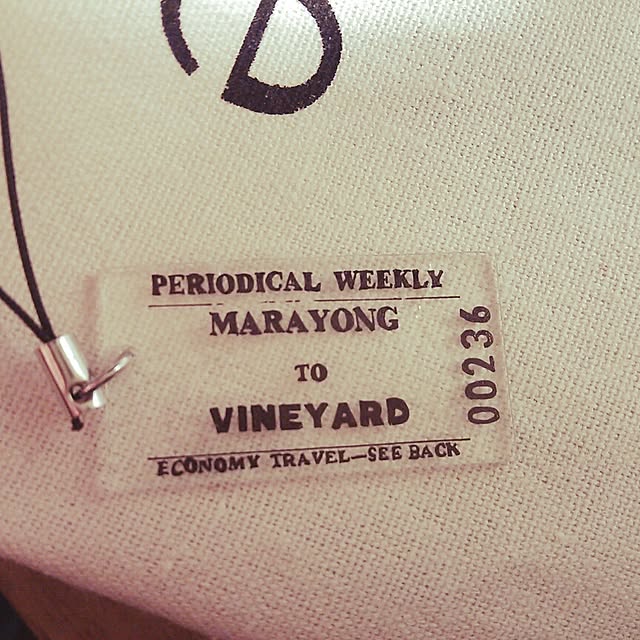 PERIODICAL WEEKLY
MARAYONG
TO
VINEYARD
ECONOMY TRAVEL—SEE BACK
00236